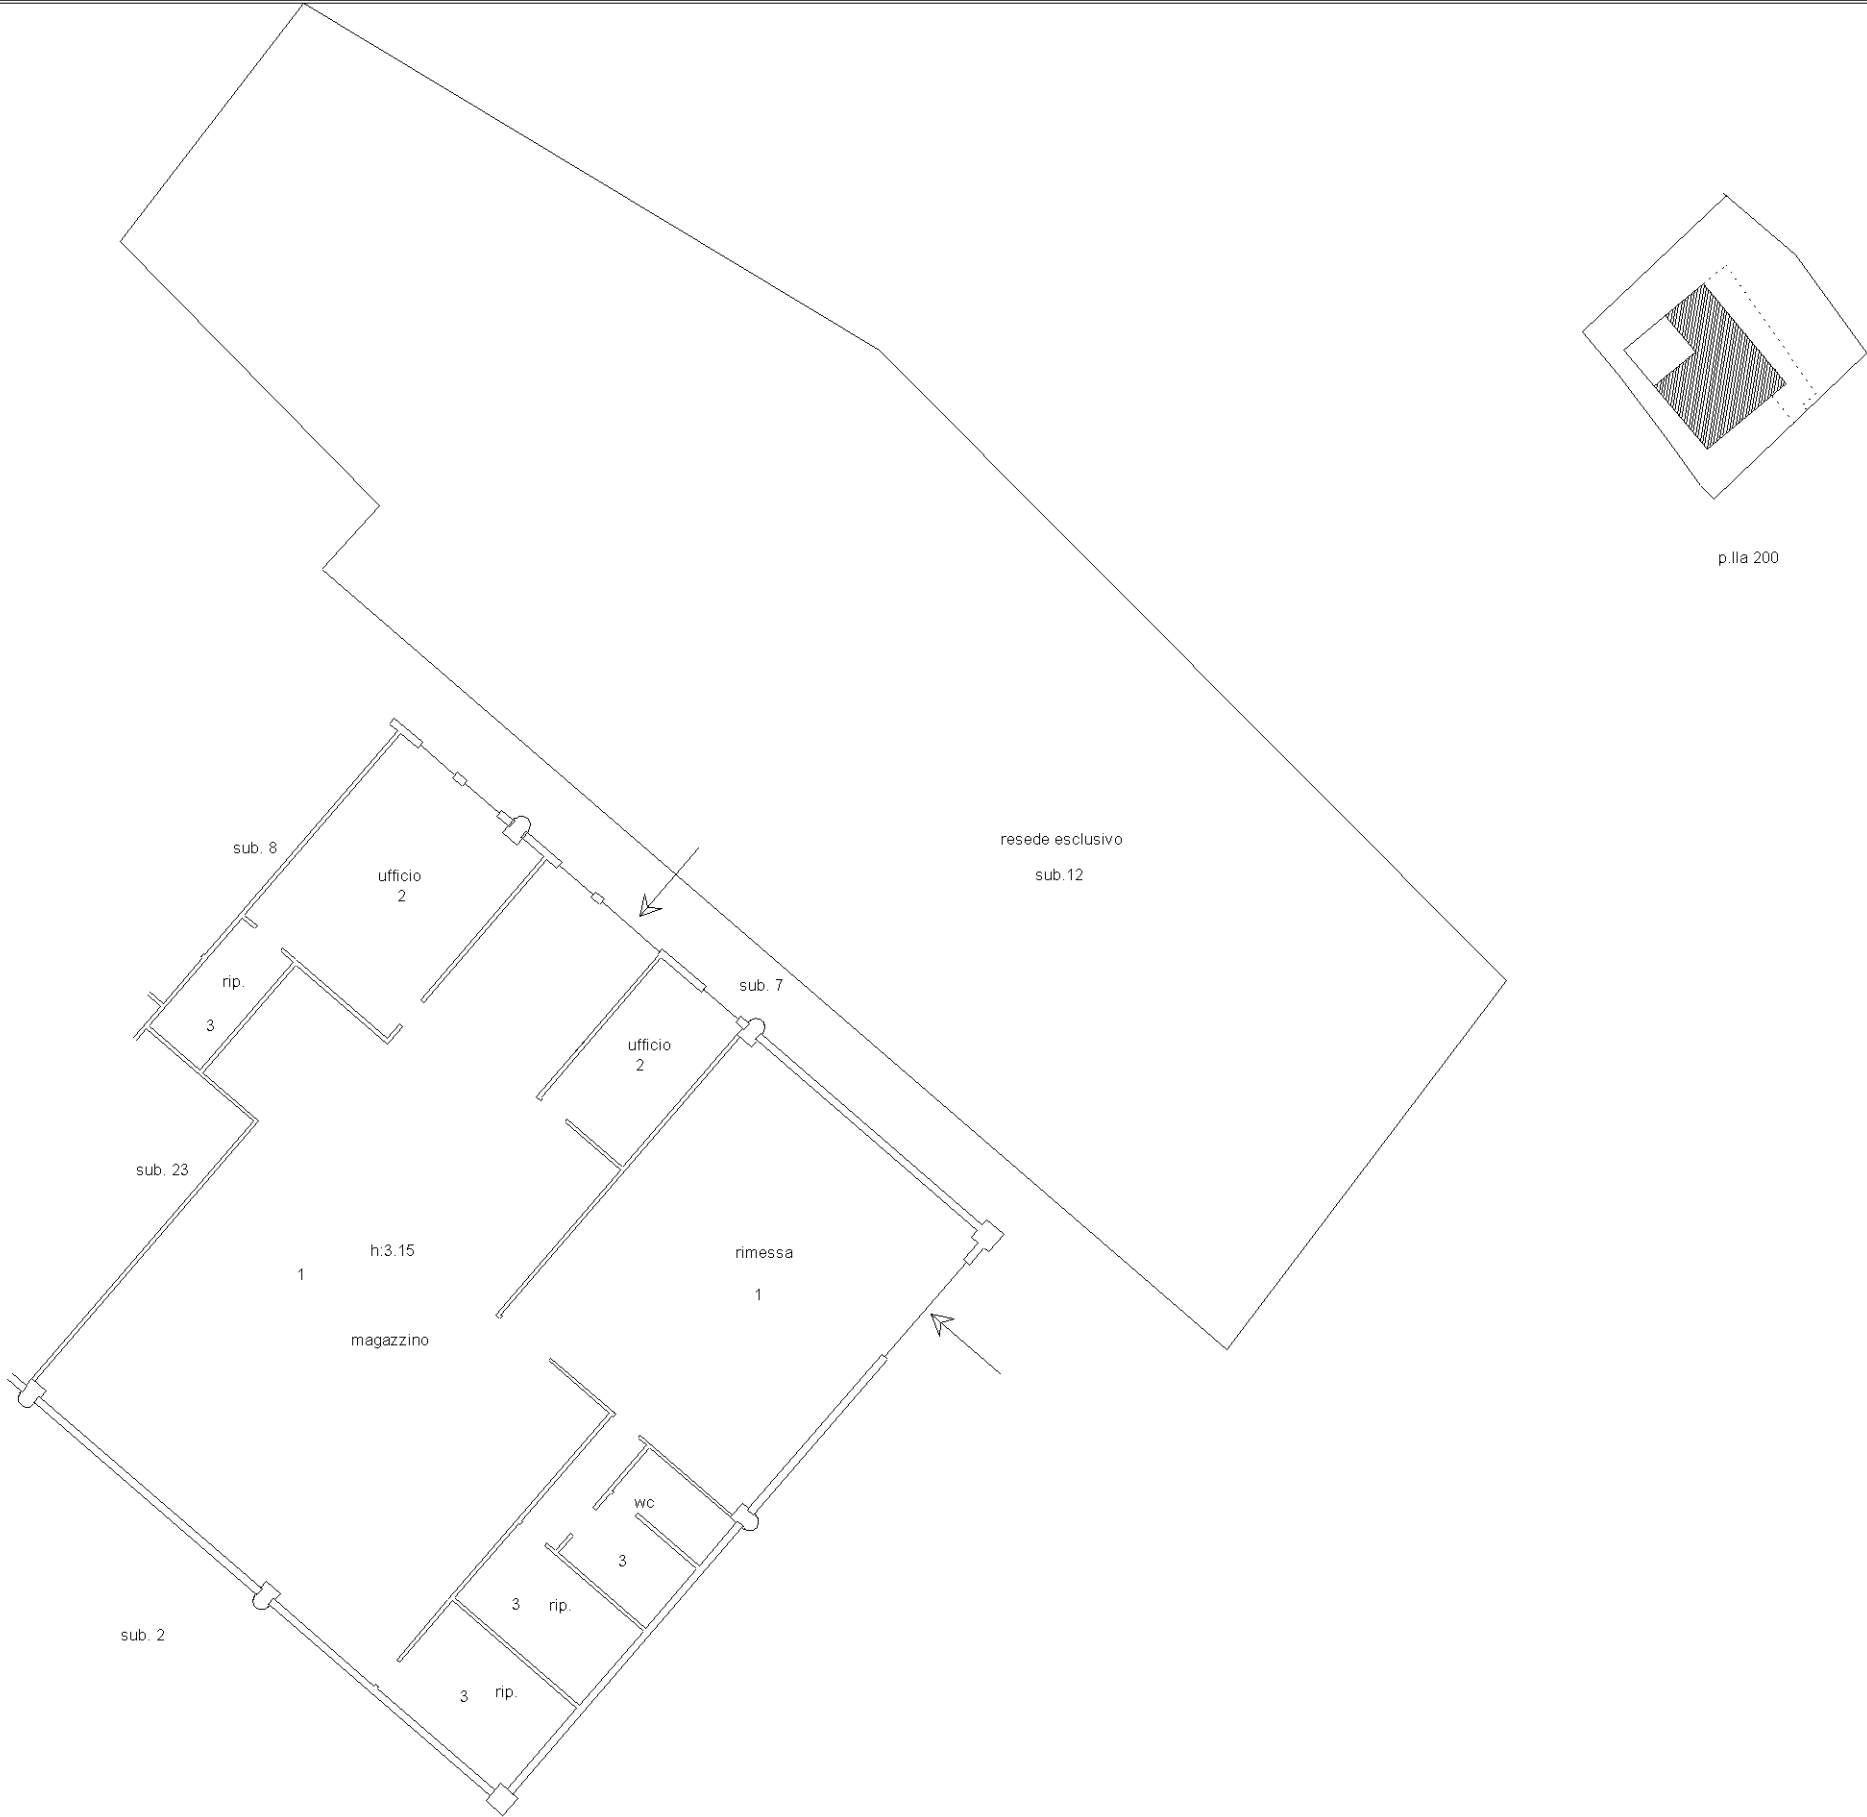 p.lla 200
resede esclusivo
sub.12
sub. 8
ufficio
2
rip.
3
sub. 7
ufficio
2
sub. 23
h:3.15
1
magazzino
rimessa
1
wc
3
3 rip.
sub. 2
3 rip.